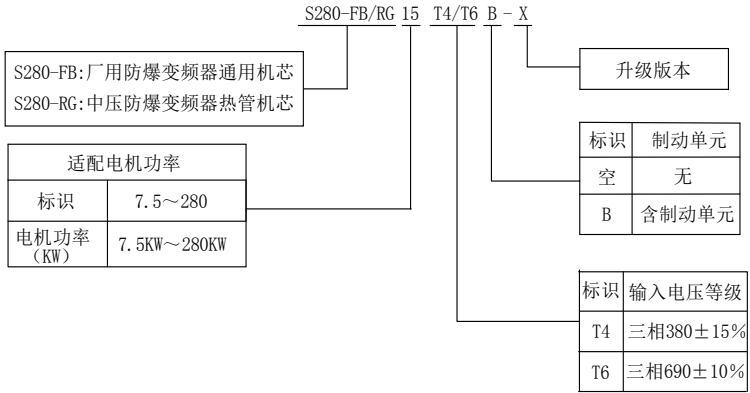 S280-FB/RG 15 T4/T6 B - X
S280-FB:厂用防爆变频器通用机芯
S280-RG:中压防爆变频器热管机芯
升级版本
适配电机功率
标识 7.5～280
电机功率（KW） 7.5KW～280KW
标识 制动单元
空 无
B 含制动单元
标识 输入电压等级
T4 三相380±15%
T6 三相690±10%